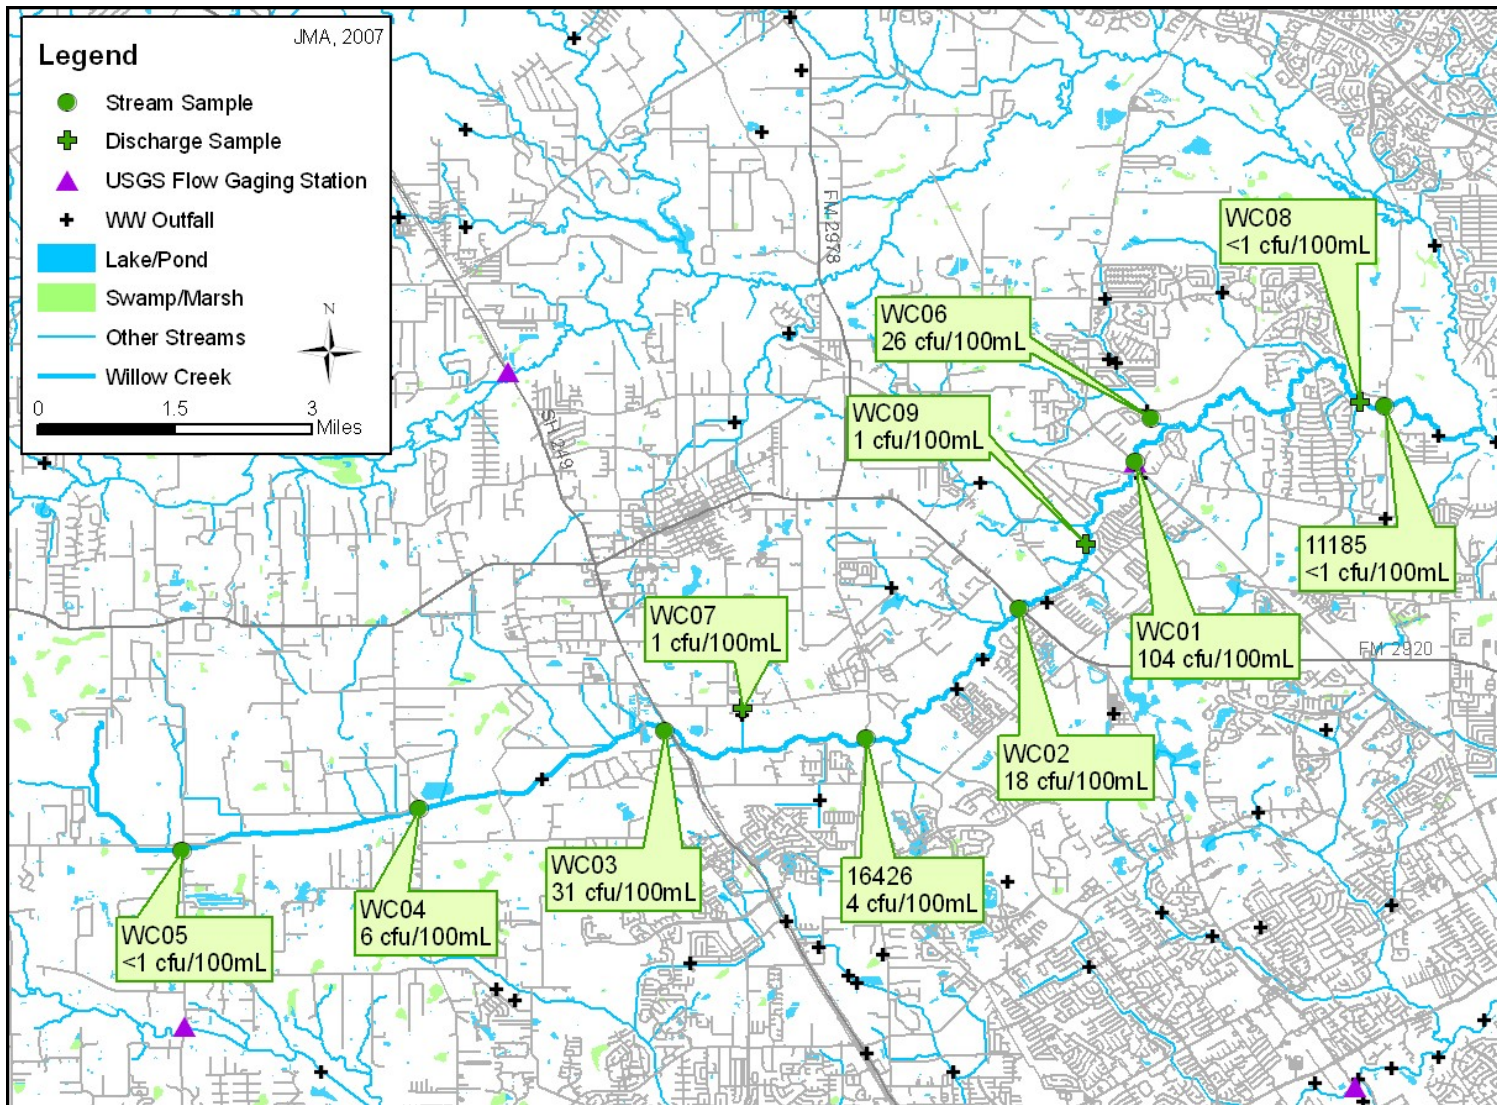 JMA, 2007
Legend
Stream Sample
Discharge Sample
USGS Flow Gaging Station
WW Outfall
Lake/Pond
Swamp/Marsh
Other Streams
Willow Creek
N
0 1.5 3
Miles
FM 2978
SH 249
WC08
<1 cfu/100mL
WC06
26 cfu/100mL
WC09
1 cfu/100mL
11185
<1 cfu/100mL
WC07
1 cfu/100mL
WC01
104 cfu/100mL
FM 2920
WC02
18 cfu/100mL
WC03
31 cfu/100mL
16426
4 cfu/100mL
WC04
6 cfu/100mL
WC05
<1 cfu/100mL